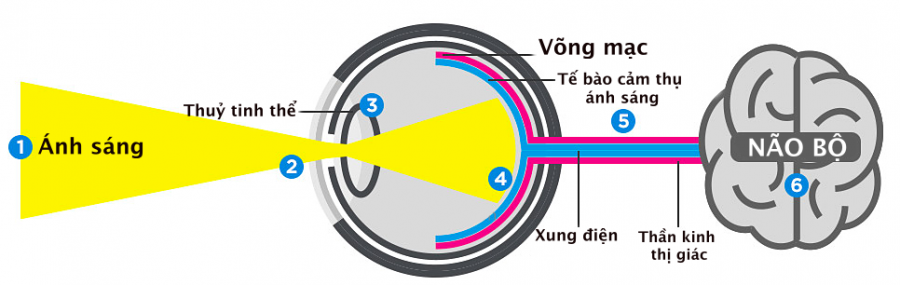 Võng mạc
Tế bào cảm thụ
ánh sáng
Thuỷ tinh thể
3
5
1 Ánh sáng
2
4
NÃO BỘ
6
Xung điện
Thần kinh
thị giác